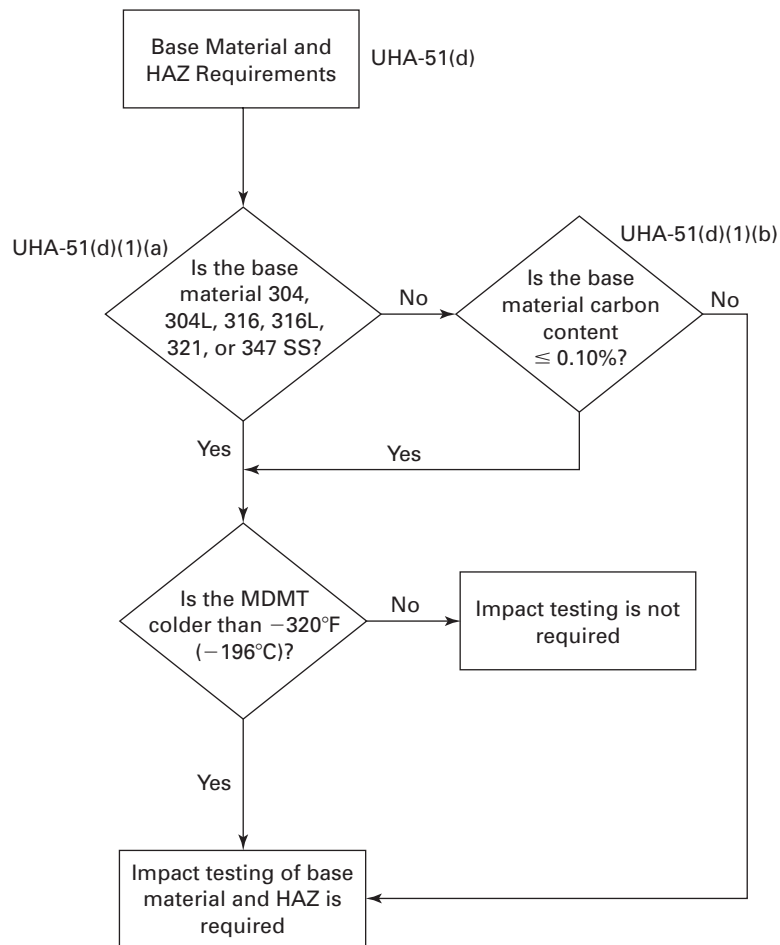 Base Material and
HAZ Requirements
UHA-51(d)
UHA-51(d)(1)(a)
Is the base
material 304,
304L, 316, 316L,
321, or 347 SS?
No
UHA-51(d)(1)(b)
Is the base
material carbon
content
≤ 0.10%?
No
Yes
Yes
Is the MDMT
colder than −320°F
(−196°C)?
No
Impact testing is not
required
Yes
Impact testing of base
material and HAZ is
required